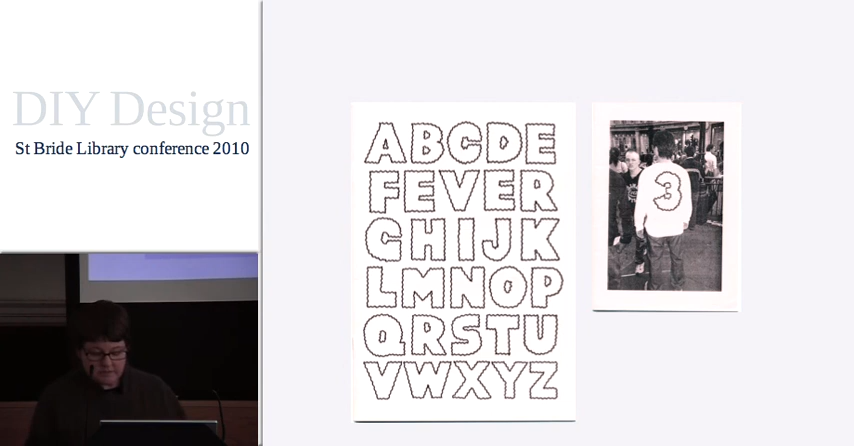 DIY Design
St Bride Library conference 2010
ABCDE
FEVER
GHIJK
LMNOP
QRSTU
VWXYZ
3